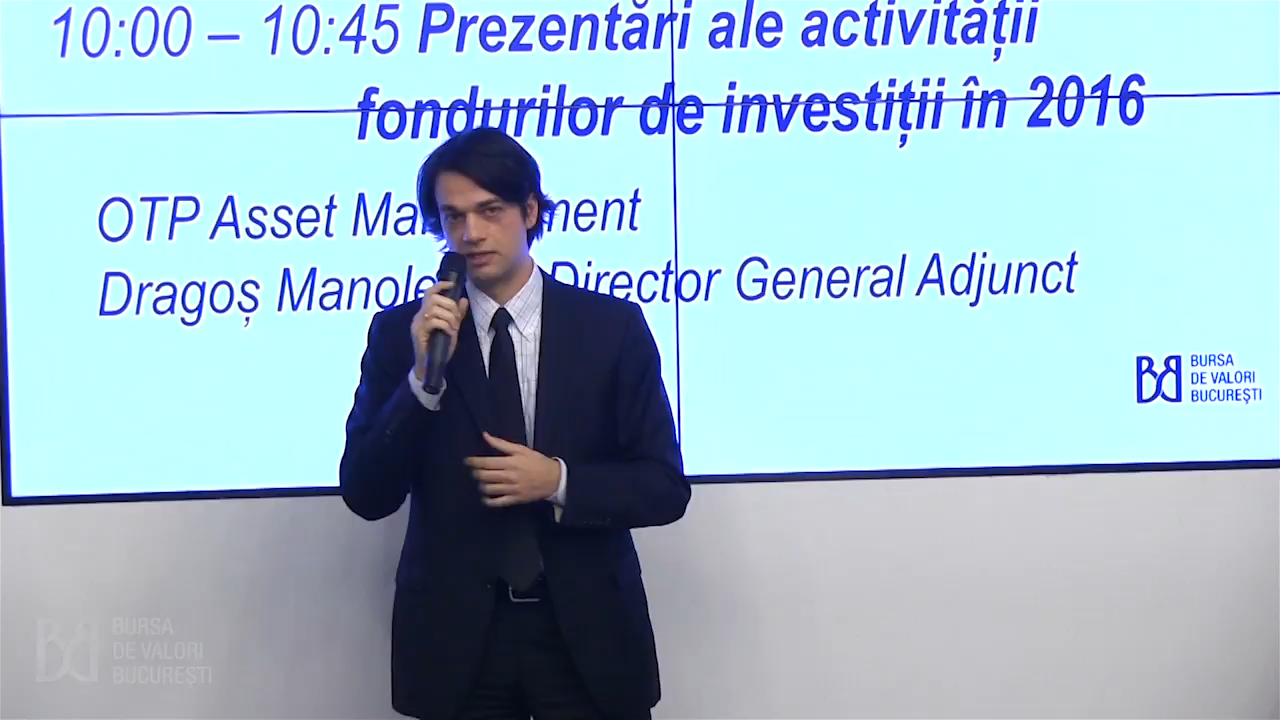 10:00 – 10:45 Prezentări ale activității
fondurilor de investiții în 2016
OTP Asset
Dragoș Director General Adjunct
BURSA
DE VALORI
BUCUREȘTI
BURSA
DE VALORI
BUCUREȘTI